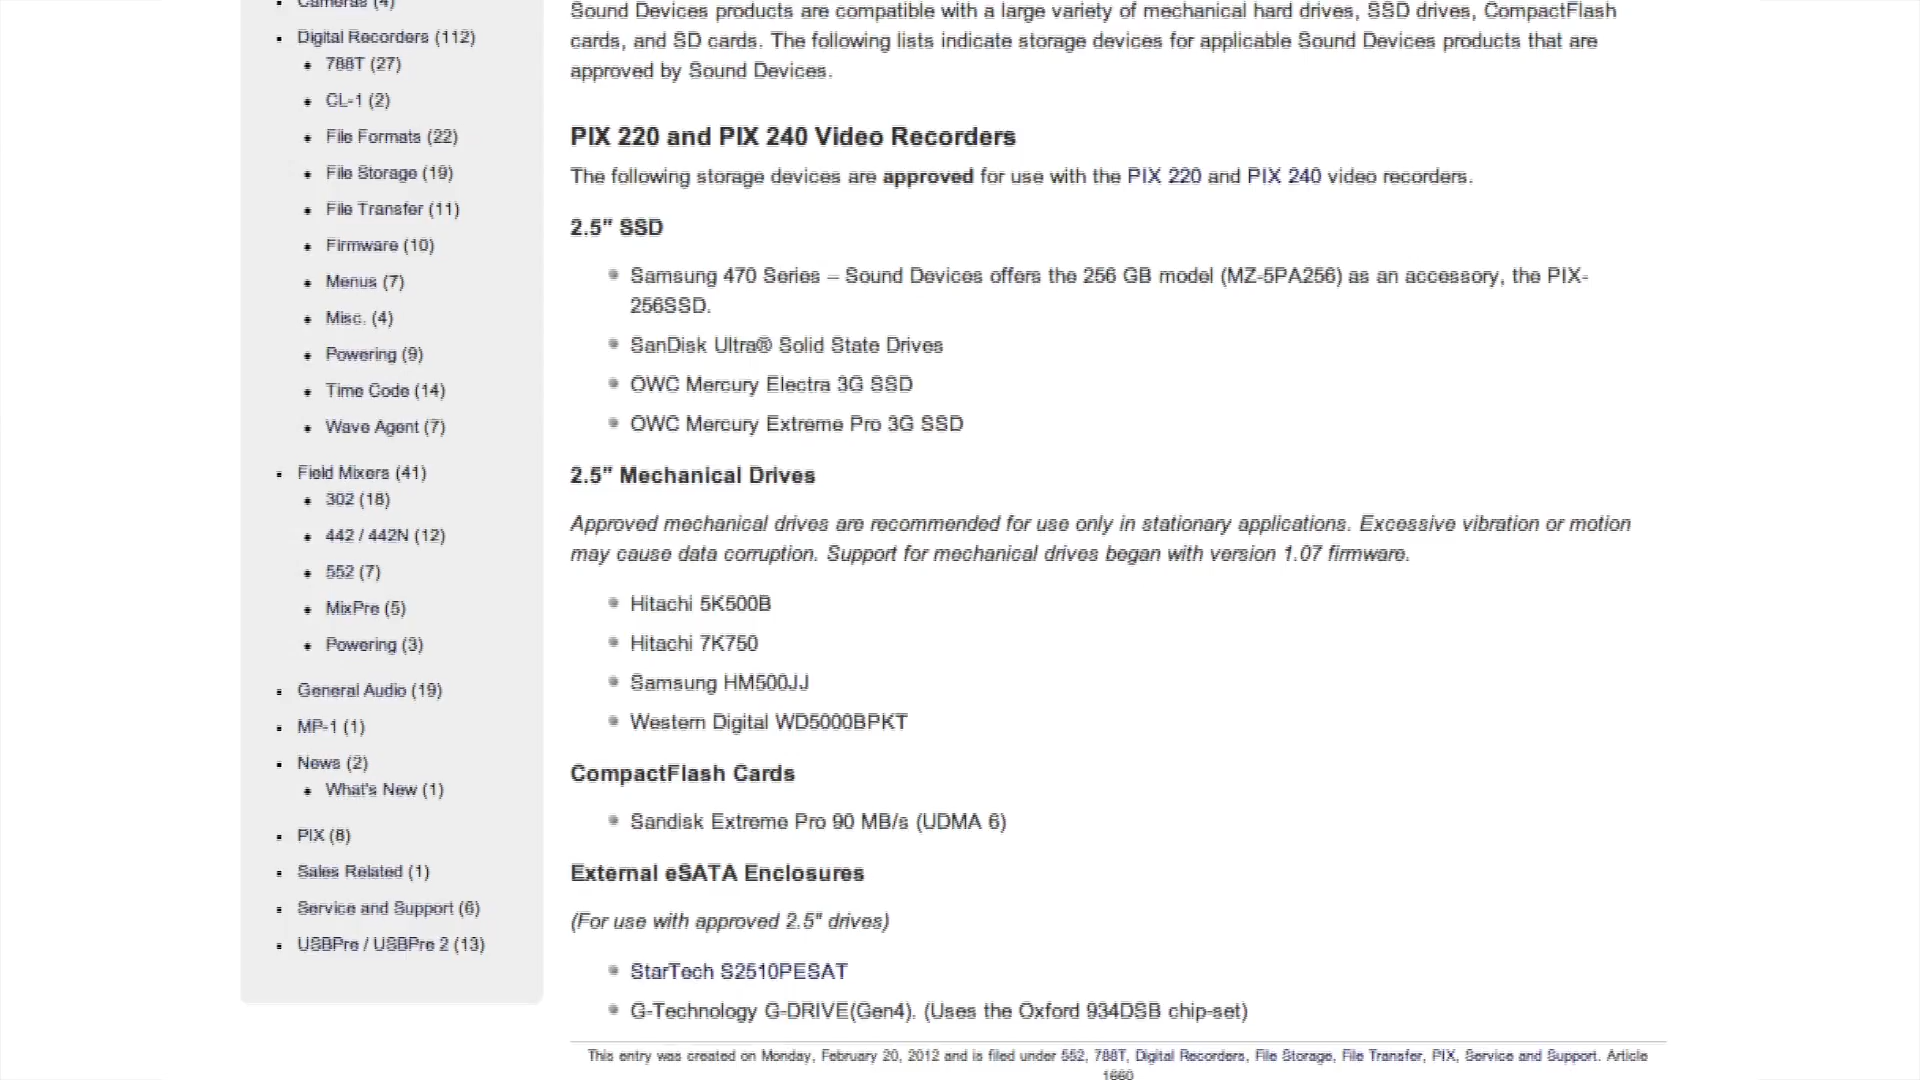 Cameras (4)
Digital Recorders (112)
788T (27)
CL-1 (2)
File Formats (22)
File Storage (19)
File Transfer (11)
Firmware (10)
Menus (7)
Misc. (4)
Powering (9)
Time Code (14)
Wave Agent (7)
Field Mixers (41)
302 (18)
442 / 442N (12)
552 (7)
MixPre (5)
Powering (3)
General Audio (19)
MP-1 (1)
News (2)
What's New (1)
PIX (8)
Sales Related (1)
Service and Support (6)
USBPre / USBPre 2 (13)
Sound Devices products are compatible with a large variety of mechanical hard drives, SSD drives, CompactFlash
cards, and SD cards. The following lists indicate storage devices for applicable Sound Devices products that are
approved by Sound Devices.
PIX 220 and PIX 240 Video Recorders
The following storage devices are approved for use with the PIX 220 and PIX 240 video recorders.
2.5" SSD
Samsung 470 Series – Sound Devices offers the 256 GB model (MZ-5PA256) as an accessory, the PIX-
256SSD.
SanDisk Ultra® Solid State Drives
OWC Mercury Electra 3G SSD
OWC Mercury Extreme Pro 3G SSD
2.5" Mechanical Drives
Approved mechanical drives are recommended for use only in stationary applications. Excessive vibration or motion
may cause data corruption. Support for mechanical drives began with version 1.07 firmware.
Hitachi 5K500B
Hitachi 7K750
Samsung HM500JJ
Western Digital WD5000BPKT
CompactFlash Cards
Sandisk Extreme Pro 90 MB/s (UDMA 6)
External eSATA Enclosures
(For use with approved 2.5" drives)
StarTech S2510PESAT
G-Technology G-DRIVE(Gen4). (Uses the Oxford 934DSB chip-set)
This entry was created on Monday, February 20, 2012 and is filed under 552, 788T, Digital Recorders, File Storage, File Transfer, PIX, Service and Support. Article
1660